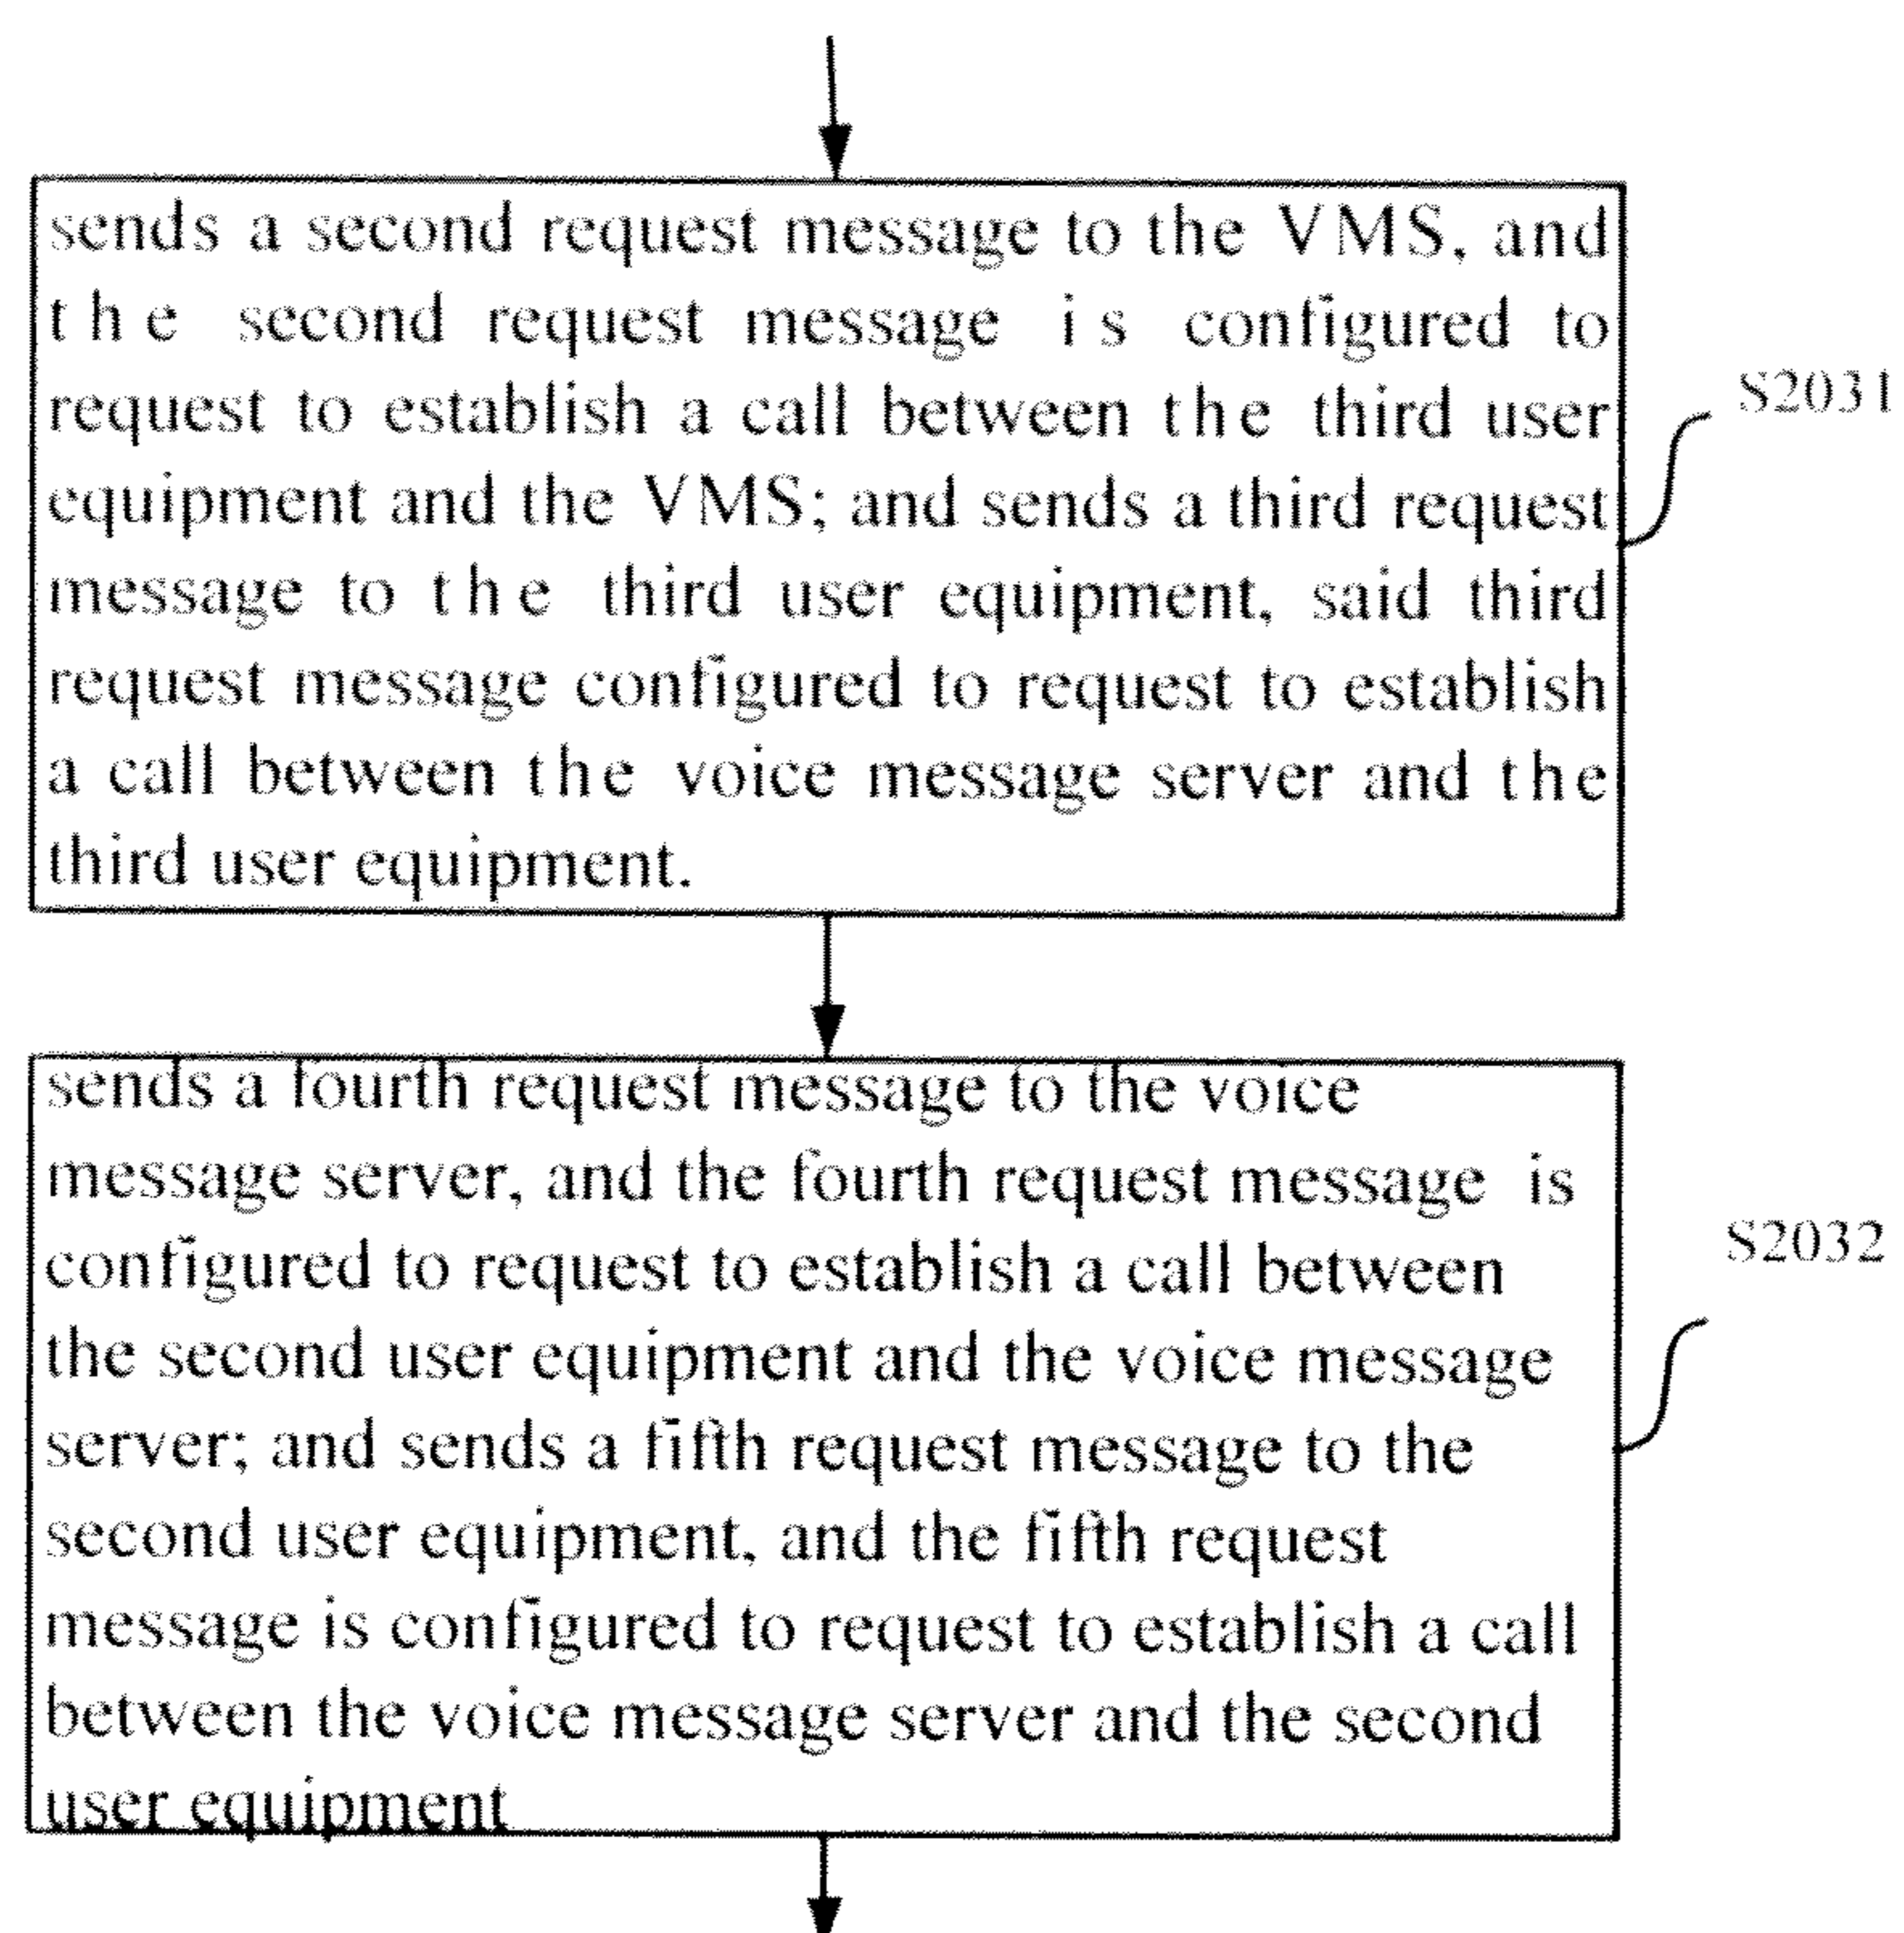 sends a second request message to the VMS, and
the second request message is configured to
request to establish a call between the third user
equipment and the VMS; and sends a third request
message to the third user equipment, said third
request message configured to request to establish
a call between the voice message server and the
third user equipment.
S2031
sends a fourth request message to the voice
message server, and the fourth request message is
configured to request to establish a call between
the second user equipment and the voice message
server; and sends a fifth request message to the
second user equipment, and the fifth request
message is configured to request to establish a call
between the voice message server and the second
user equipment
S2032